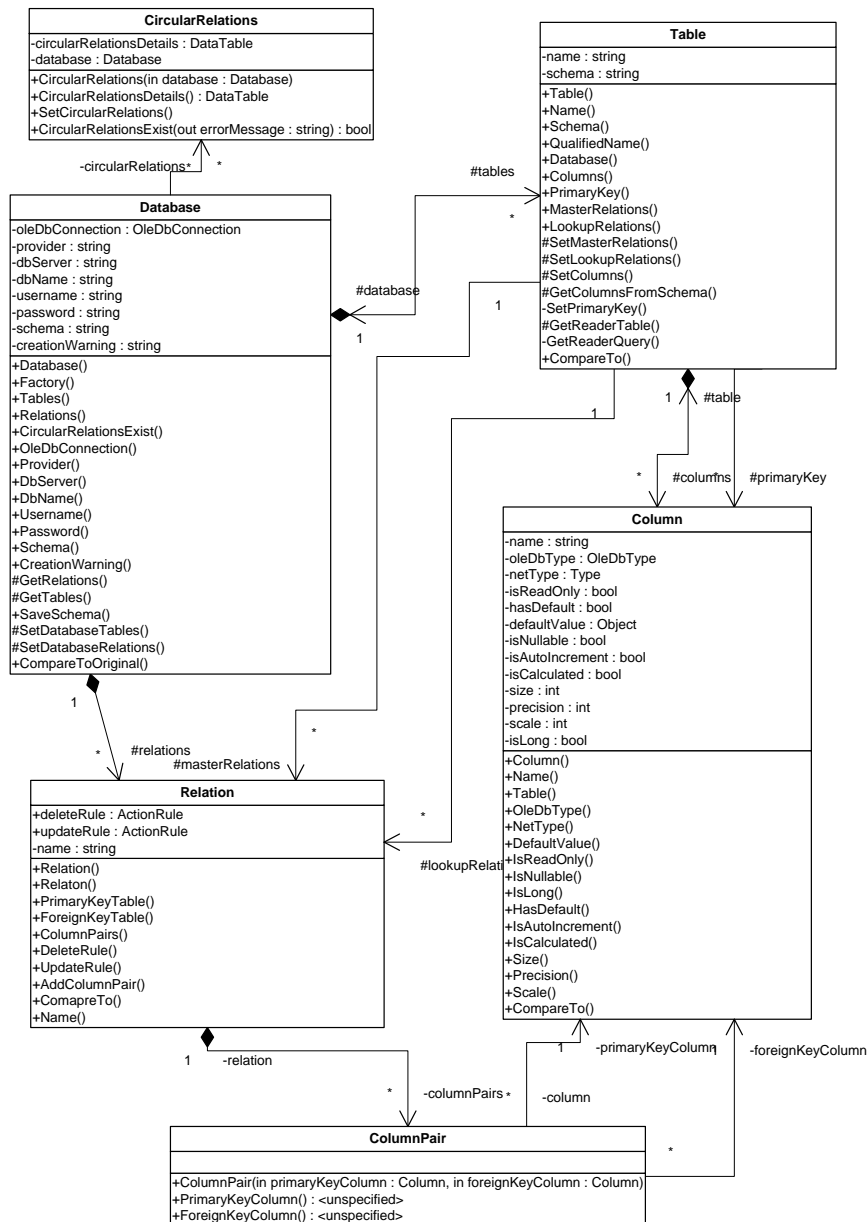 CircularRelations
-circularRelationsDetails : DataTable
-database : Database
+CircularRelations(in database : Database)
+CircularRelationsDetails() : DataTable
+SetCircularRelations()
+CircularRelationsExist(out errorMessage : string) : bool
-circularRelations
*
*
Table
-name : string
-schema : string
+Table()
+Name()
+Schema()
+QualifiedName()
+Database()
+Columns()
+PrimaryKey()
+MasterRelations()
+LookupRelations()
#SetMasterRelations()
#SetLookupRelations()
#SetColumns()
#GetColumnsFromSchema()
-SetPrimaryKey()
#GetReaderTable()
-GetReaderQuery()
+CompareTo()
#tables
*
#database
1
1
1
Database
-oleDbConnection : OleDbConnection
-provider : string
-dbServer : string
-dbName : string
-username : string
-password : string
-schema : string
-creationWarning : string
+Database()
+Factory()
+Tables()
+Relations()
+CircularRelationsExist()
+OleDbConnection()
+Provider()
+DbServer()
+DbName()
+Username()
+Password()
+Schema()
+CreationWarning()
#GetRelations()
#GetTables()
+SaveSchema()
#SetDatabaseTables()
#SetDatabaseRelations()
+CompareToOriginal()
1 #table
* #columns
* #primaryKey
Column
-name : string
-oleDbType : OleDbType
-netType : Type
-isReadOnly : bool
-hasDefault : bool
-defaultValue : Object
-isNullable : bool
-isAutoIncrement : bool
-isCalculated : bool
-size : int
-precision : int
-scale : int
-isLong : bool
+Column()
+Name()
+Table()
+OleDbType()
+NetType()
+DefaultValue()
+IsReadOnly()
+IsNullable()
+IsLong()
+HasDefault()
+IsAutoIncrement()
+IsCalculated()
+Size()
+Precision()
+Scale()
+CompareTo()
1
* #relations
*
#masterRelations
Relation
+deleteRule : ActionRule
+updateRule : ActionRule
-name : string
+Relation()
+Relaton()
+PrimaryKeyTable()
+ForeignKeyTable()
+ColumnPairs()
+DeleteRule()
+UpdateRule()
+AddColumnPair()
+ComapreTo()
+Name()
*
#lookupRelati
1 -relation
* -columnPairs
1 -primaryKeyColumn
* -column
1 -foreignKeyColumn
*
ColumnPair
+ColumnPair(in primaryKeyColumn : Column, in foreignKeyColumn : Column)
+PrimaryKeyColumn() : <unspecified>
+ForeignKeyColumn() : <unspecified>